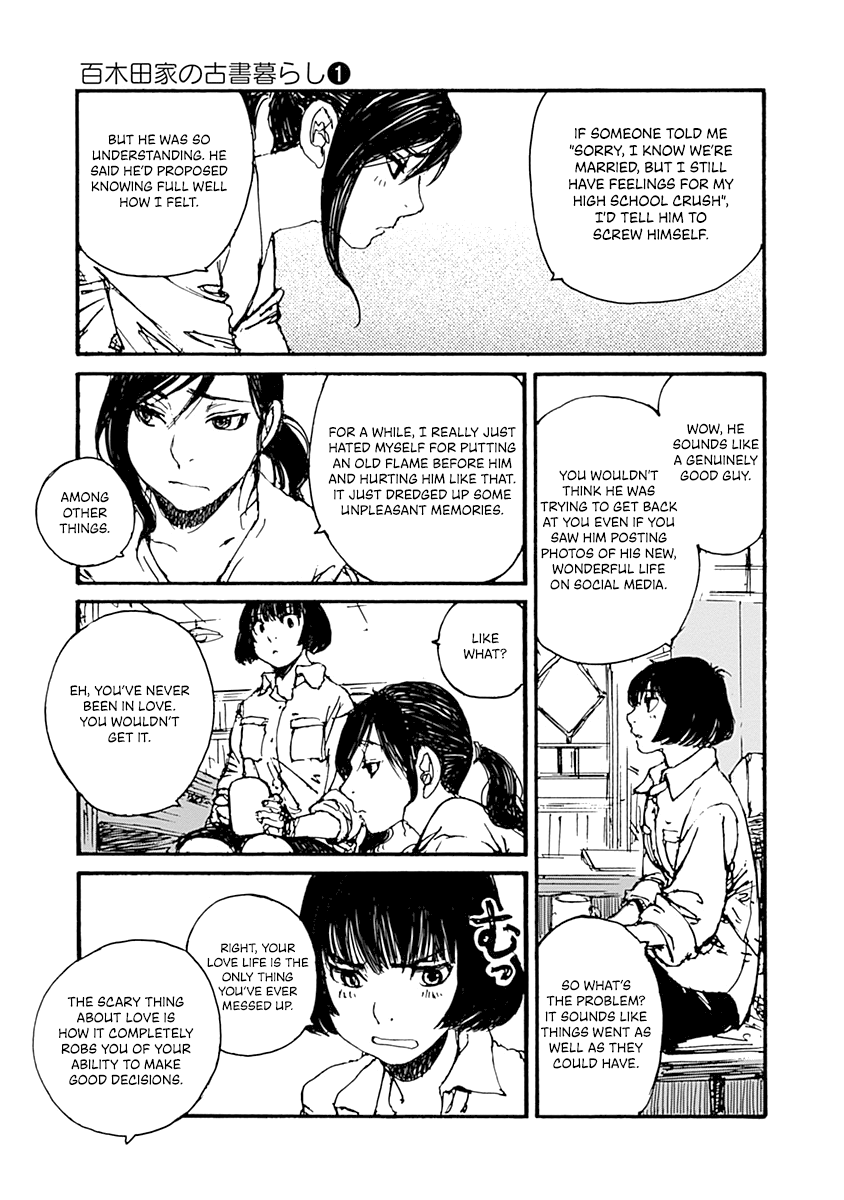 百木田家の古書暮らし❶
IF SOMEONE TOLD ME
"SORRY, I KNOW WE'RE
MARRIED, BUT I STILL
HAVE FEELINGS FOR MY
HIGH SCHOOL CRUSH",
I'D TELL HIM TO
SCREW HIMSELF.
BUT HE WAS SO
UNDERSTANDING. HE
SAID HE'D PROPOSED
KNOWING FULL WELL
HOW I FELT.
WOW, HE
SOUNDS LIKE
A GENUINELY
GOOD GUY.
YOU WOULDN'T
THINK HE WAS
TRYING TO GET BACK
AT YOU EVEN IF YOU
SAW HIM POSTING
PHOTOS OF HIS NEW,
WONDERFUL LIFE
ON SOCIAL MEDIA.
SO WHAT'S
THE PROBLEM?
IT SOUNDS LIKE
THINGS WENT AS
WELL AS THEY
COULD HAVE.
FOR A WHILE, I REALLY JUST
HATED MYSELF FOR PUTTING
AN OLD FLAME BEFORE HIM
AND HURTING HIM LIKE THAT.
IT JUST DREDGED UP SOME
UNPLEASANT MEMORIES.
AMONG
OTHER
THINGS.
LIKE
WHAT?
EH, YOU'VE NEVER
BEEN IN LOVE.
YOU WOULDN'T
GET IT.
むっ
RIGHT, YOUR
LOVE LIFE IS THE
ONLY THING
YOU'VE EVER
MESSED UP.
THE SCARY THING
ABOUT LOVE IS
HOW IT COMPLETELY
ROBS YOU OF YOUR
ABILITY TO MAKE
GOOD DECISIONS.